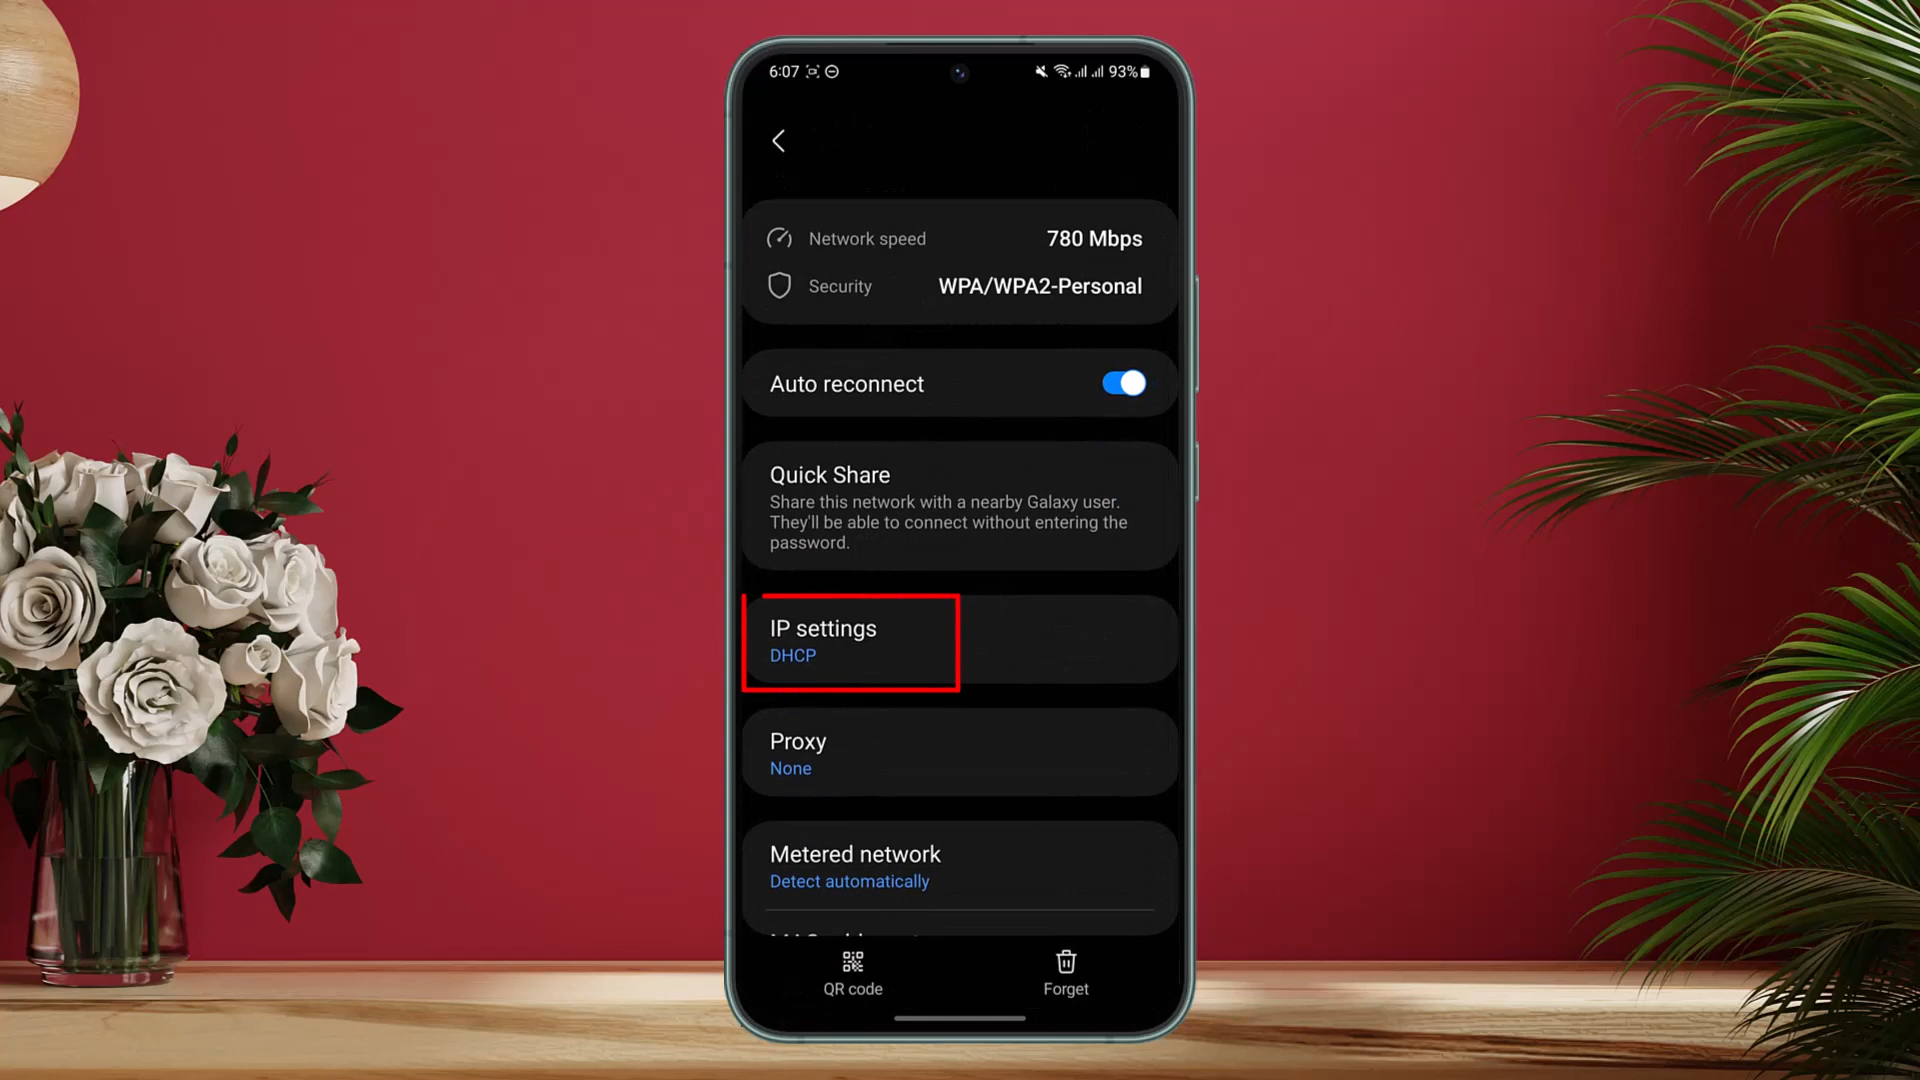 6:07 93%
Network speed 780 Mbps
Security WPA/WPA2-Personal
Auto reconnect
Quick Share
Share this network with a nearby Galaxy user.
They'll be able to connect without entering the
password.
IP settings
DHCP
Proxy
None
Metered network
Detect automatically
QR code Forget